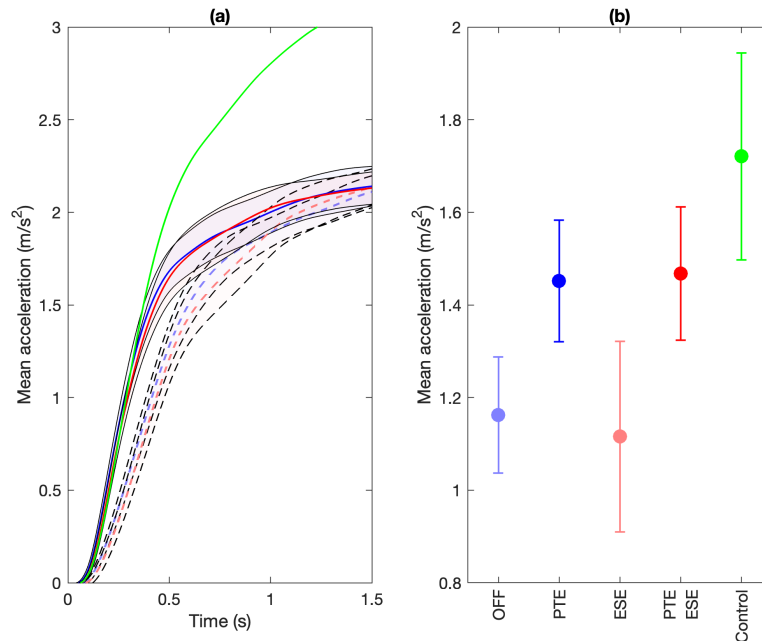 (a)
3
2.5
2
1.5
1
0.5
0
Mean acceleration (m/s²)
0
0.5
1
1.5
Time (s)
(b)
2
1.8
1.6
1.4
1.2
1
0.8
Mean acceleration (m/s²)
OFF
PTE
ESE
PTE
ESE
Control